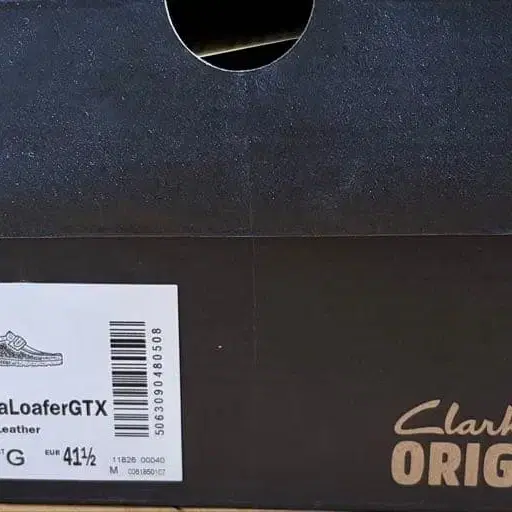 aLoaferGTX
Leather
G EUR 41½
5063090480508
11826 00040
M
Clark
ORIG